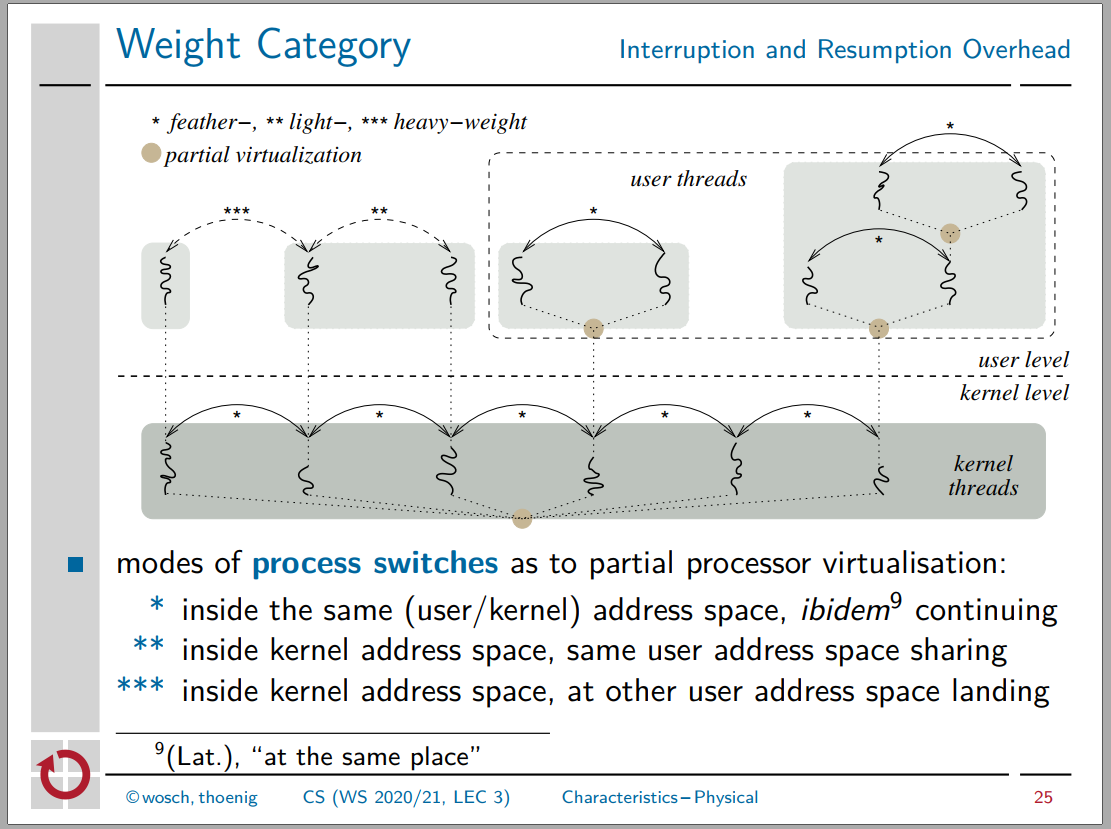 Weight Category
Interruption and Resumption Overhead
* feather–, ** light–, *** heavy–weight
partial virtualization
*
user threads
***
**
*
*
user level
kernel level
*
*
*
*
*
kernel
threads
modes of process switches as to partial processor virtualisation:
* inside the same (user/kernel) address space, ibidem⁹ continuing
** inside kernel address space, same user address space sharing
*** inside kernel address space, at other user address space landing
⁹(Lat.), “at the same place”
©wosch, thoenig
CS (WS 2020/21, LEC 3)
Characteristics – Physical
25